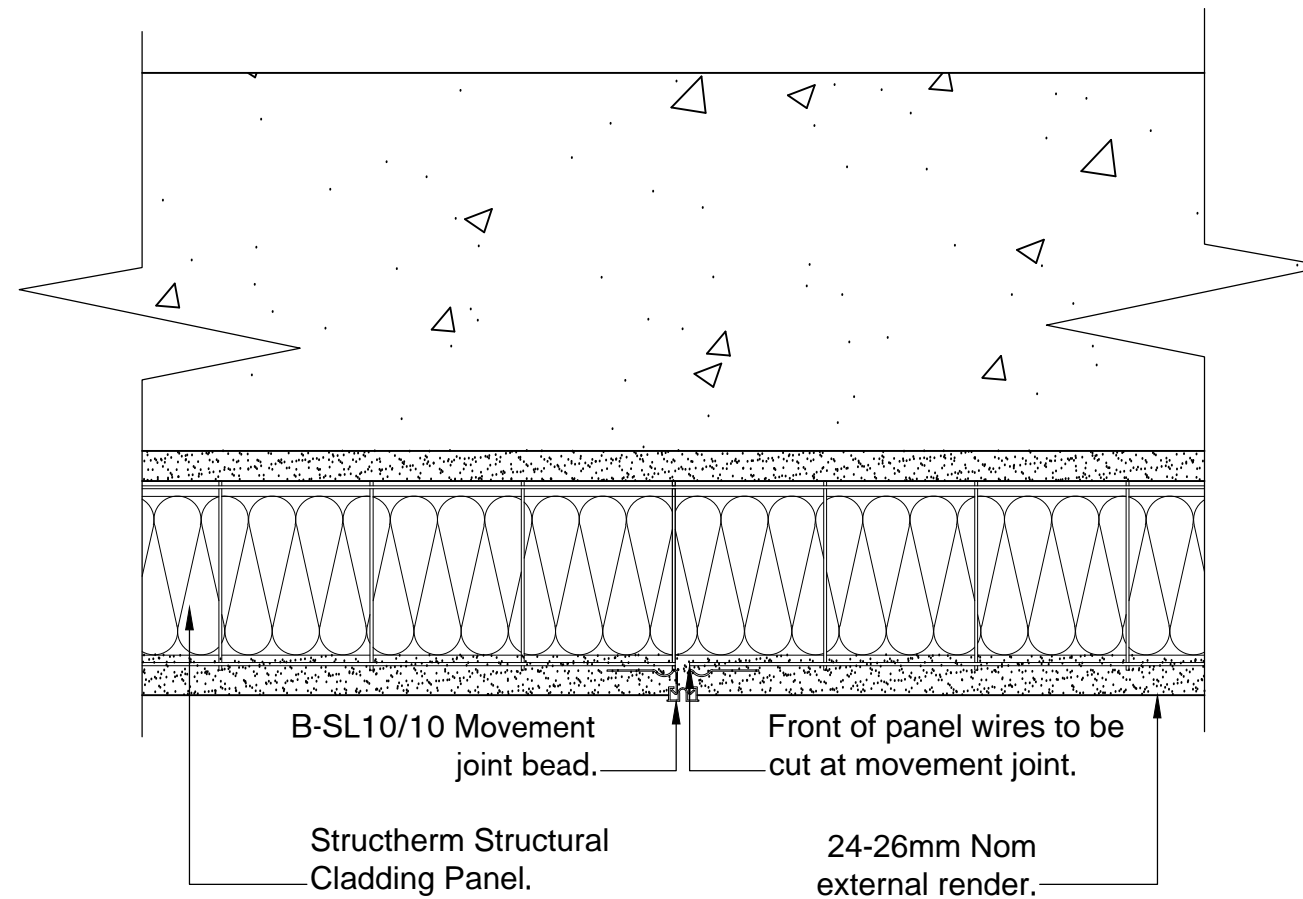 B-SL10/10 Movement
joint bead.
Front of panel wires to be
cut at movement joint.
Structherm Structural
Cladding Panel.
24-26mm Nom
external render.